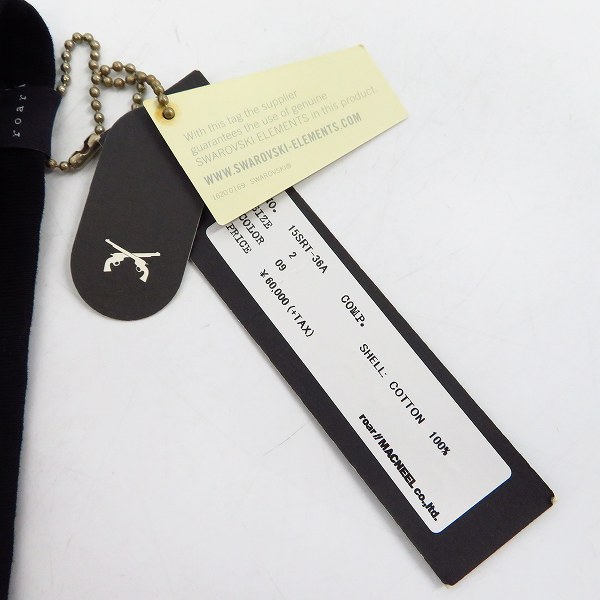 roar
With this tag the supplier
guarantees the use of genuine
SWAROVSKI ELEMENTS in this product.
WWW.SWAROVSKI-ELEMENTS.COM
SWAROVSKI
NO. 15SRT-36A
SIZE 2
COLOR 09
PRICE ¥60,000 (+TAX)
COMP.
SHELL: COTTON 100%
roar//MACNEEL co.,ltd.